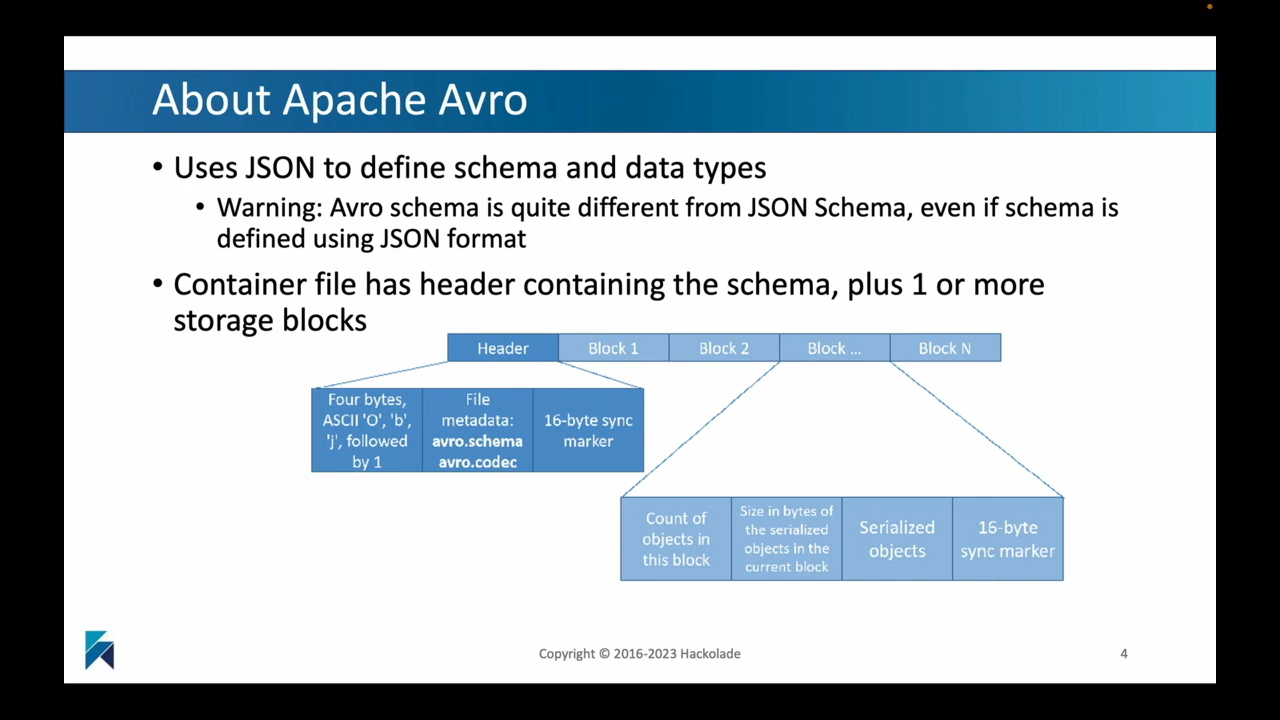 About Apache Avro
• Uses JSON to define schema and data types
• Warning: Avro schema is quite different from JSON Schema, even if schema is
defined using JSON format
• Container file has header containing the schema, plus 1 or more
storage blocks
Header
Block 1
Block 2
Block ...
Block N
Four bytes,
ASCII 'O', 'b',
'j', followed
by 1
File
metadata:
avro.schema
avro.codec
16-byte sync
marker
Count of
objects in
this block
Size in bytes of
the serialized
objects in the
current block
Serialized
objects
16-byte
sync marker
Copyright © 2016-2023 Hackolade
4